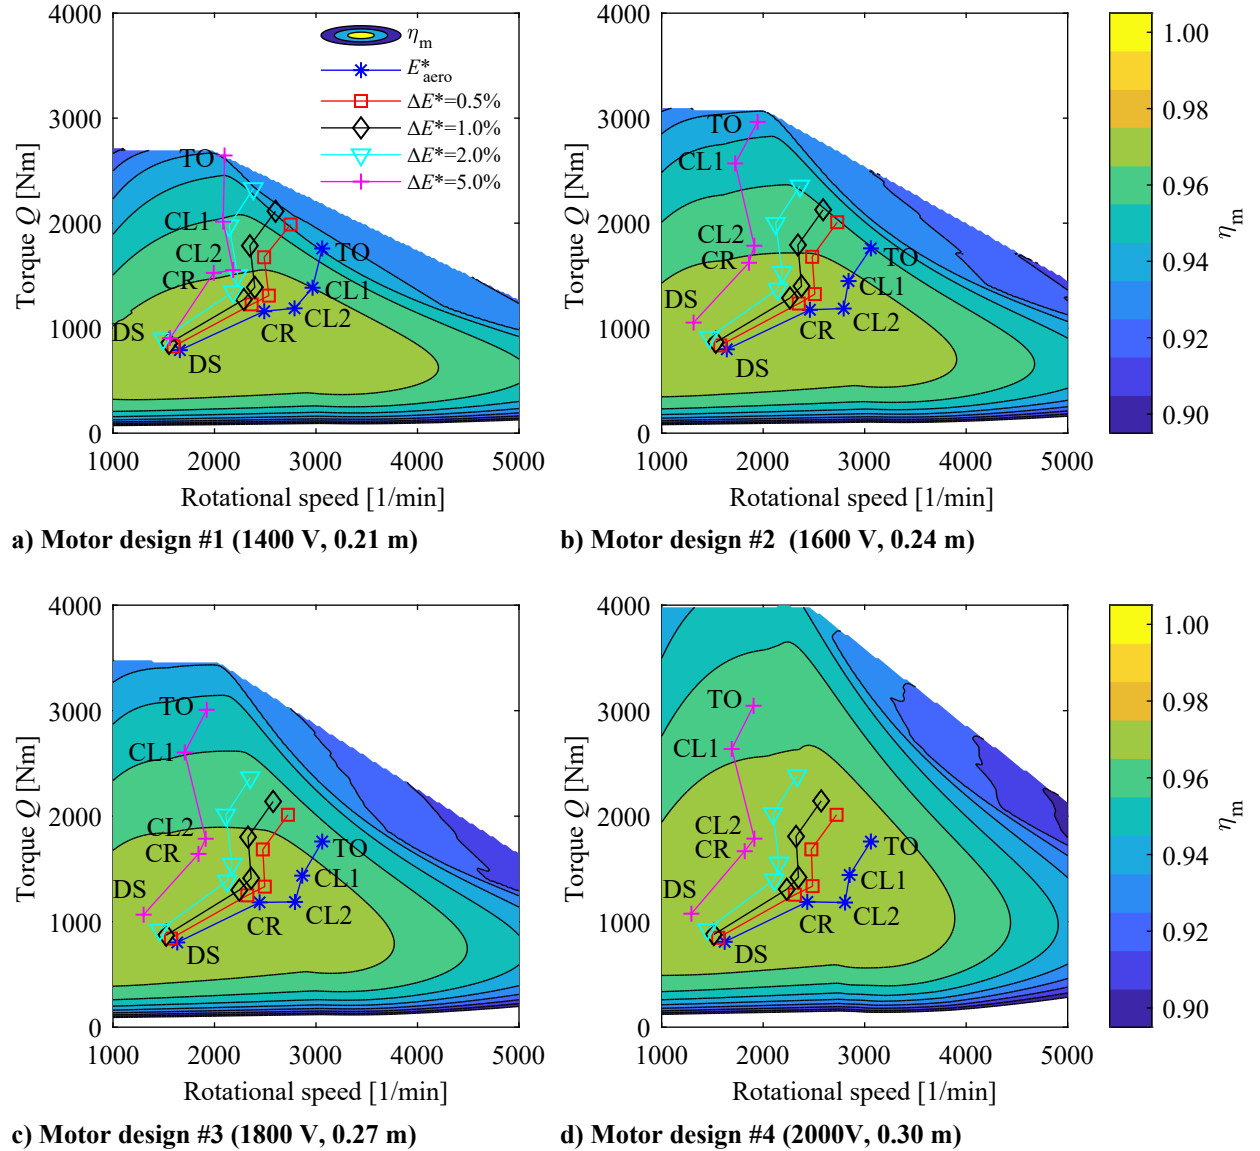 4000
3000
2000
1000
0
Torque Q [Nm]
1000 2000 3000 4000 5000
Rotational speed [1/min]
η_m
E*_aero
ΔE*=0.5%
ΔE*=1.0%
ΔE*=2.0%
ΔE*=5.0%
TO
CL1
CL2
CR
DS
TO
CL1
CL2
CR
DS
a) Motor design #1 (1400 V, 0.21 m)
4000
3000
2000
1000
0
Torque Q [Nm]
1000 2000 3000 4000 5000
Rotational speed [1/min]
TO
CL1
CL2
CR
DS
TO
CL1
CL2
CR
DS
1.00
0.98
0.96
0.94
0.92
0.90
η_m
b) Motor design #2 (1600 V, 0.24 m)
4000
3000
2000
1000
0
Torque Q [Nm]
1000 2000 3000 4000 5000
Rotational speed [1/min]
TO
CL1
CL2
CR
DS
TO
CL1
CL2
CR
DS
c) Motor design #3 (1800 V, 0.27 m)
4000
3000
2000
1000
0
Torque Q [Nm]
1000 2000 3000 4000 5000
Rotational speed [1/min]
TO
CL1
CL2
CR
DS
TO
CL1
CL2
CR
DS
1.00
0.98
0.96
0.94
0.92
0.90
η_m
d) Motor design #4 (2000V, 0.30 m)